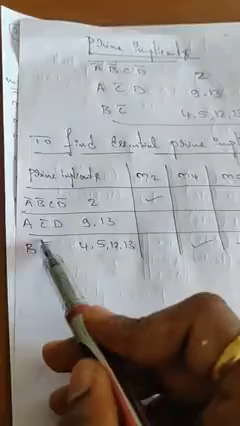 Prime Implicants
A̅ B̅ C D̅ 2
A C̅ D 9,13
B C̅ 4,5,12,13
To Find Essential prime
Prime Implicants m2 m4
A̅ B̅ C D̅ 2 ✓
A C̅ D 9,13
B 4,5,12,13 ✓